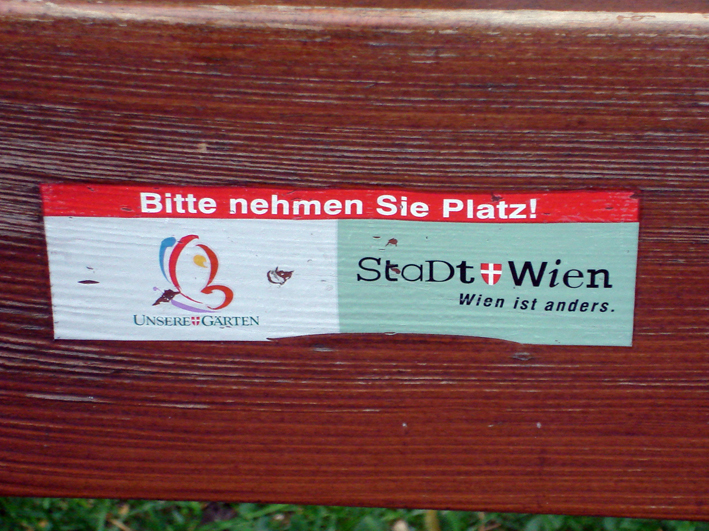 Bitte nehmen Sie Platz!
UNSERE GÄRTEN
StaDt Wien
Wien ist anders.